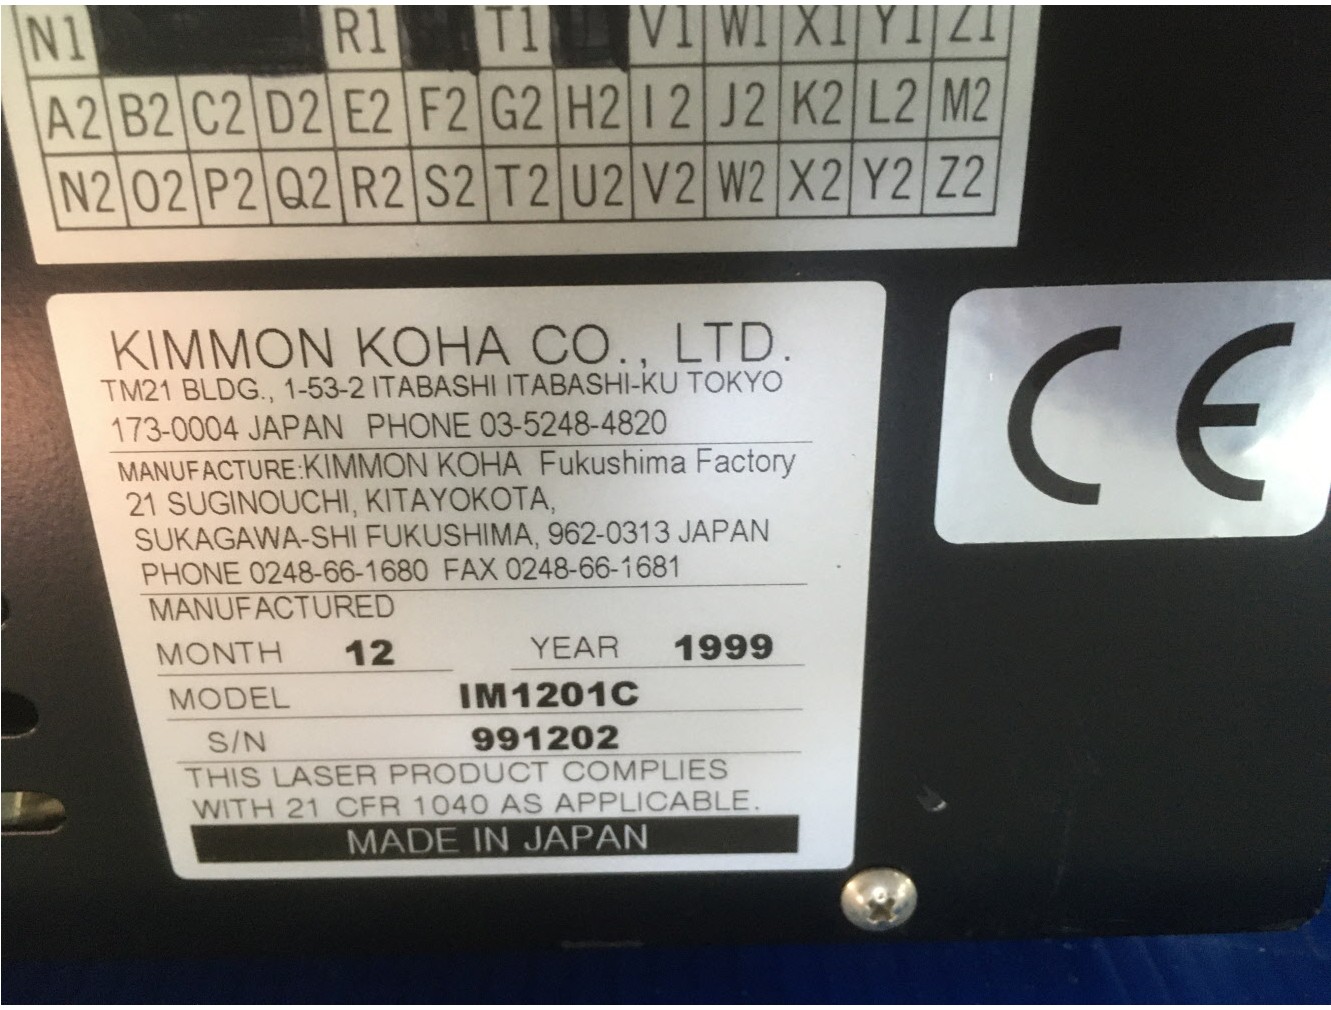 N1 R1 T1 V1 W1 X1 Y1 Z1
A2 B2 C2 D2 E2 F2 G2 H2 I2 J2 K2 L2 M2
N2 O2 P2 Q2 R2 S2 T2 U2 V2 W2 X2 Y2 Z2
KIMMON KOHA CO., LTD.
TM21 BLDG., 1-53-2 ITABASHI ITABASHI-KU TOKYO
173-0004 JAPAN PHONE 03-5248-4820
MANUFACTURE:KIMMON KOHA Fukushima Factory
21 SUGINOUCHI, KITAYOKOTA,
SUKAGAWA-SHI FUKUSHIMA, 962-0313 JAPAN
PHONE 0248-66-1680 FAX 0248-66-1681
MANUFACTURED
MONTH 12 YEAR 1999
MODEL IM1201C
S/N 991202
THIS LASER PRODUCT COMPLIES
WITH 21 CFR 1040 AS APPLICABLE.
MADE IN JAPAN
CE